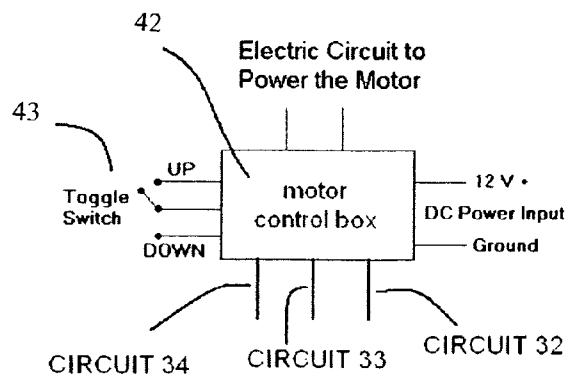 42
Electric Circuit to
Power the Motor
43
UP
Toggle
Switch
DOWN
motor
control box
12 V +
DC Power Input
Ground
CIRCUIT 34
CIRCUIT 33
CIRCUIT 32